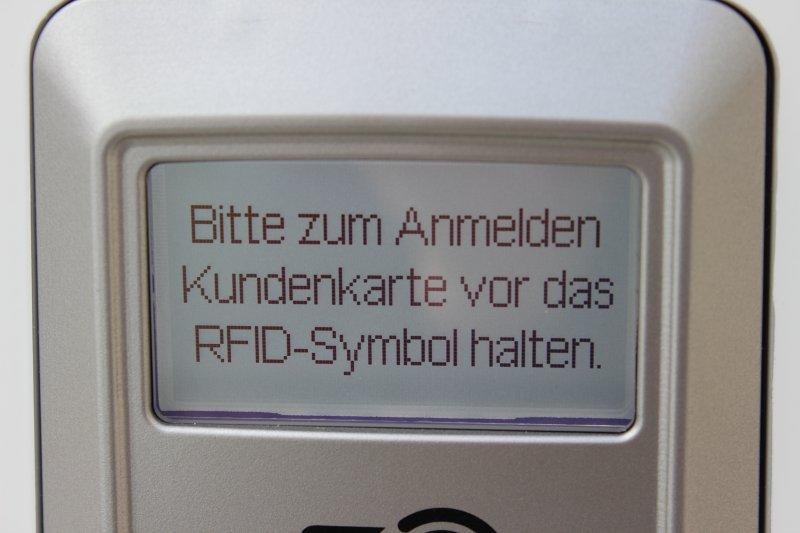 Bitte zum Anmelden
Kundenkarte vor das
RFID-Symbol halten.